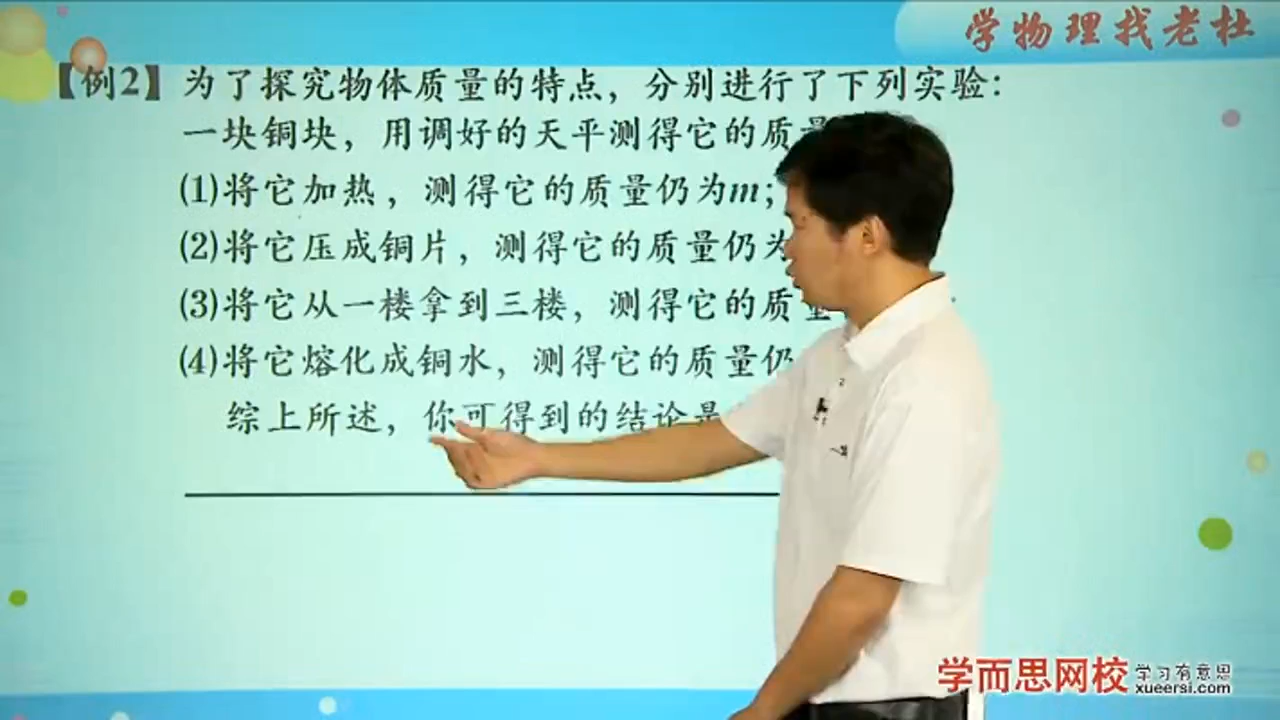 学物理找老杜
【例2】为了探究物体质量的特点，分别进行了下列实验：
一块铜块，用调好的天平测得它的质量
(1)将它加热，测得它的质量仍为m；
(2)将它压成铜片，测得它的质量仍为
(3)将它从一楼拿到三楼，测得它的质量
(4)将它熔化成铜水，测得它的质量仍
综上所述，你可得到的结论是
学而思网校 学习有意思
xueersi.com